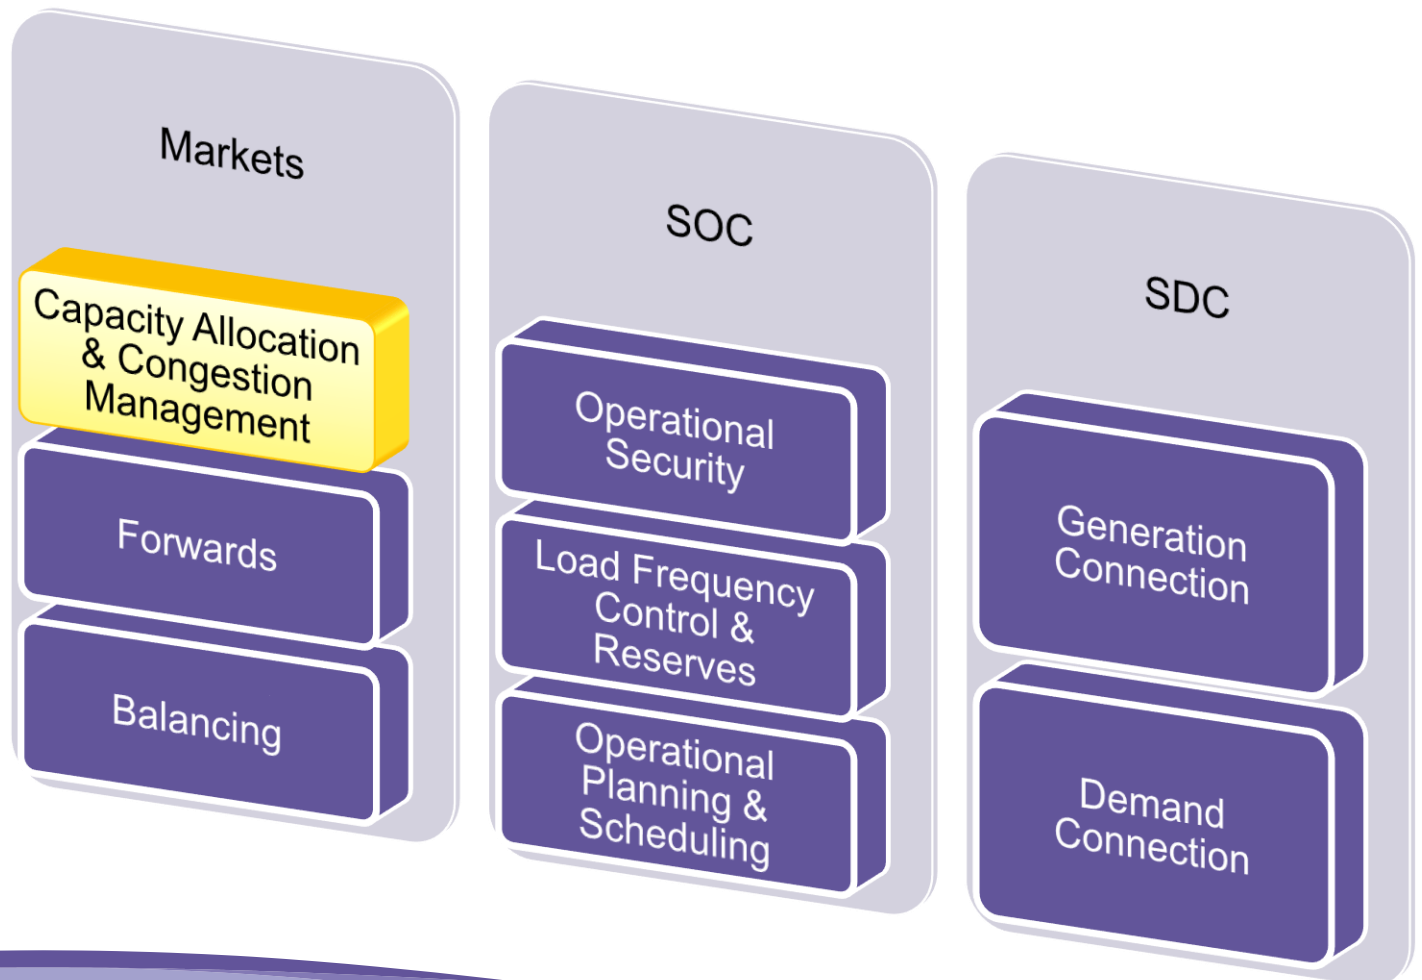 Markets
Capacity Allocation
& Congestion
Management
Forwards
Balancing
SOC
Operational
Security
Load Frequency
Control &
Reserves
Operational
Planning &
Scheduling
SDC
Generation
Connection
Demand
Connection